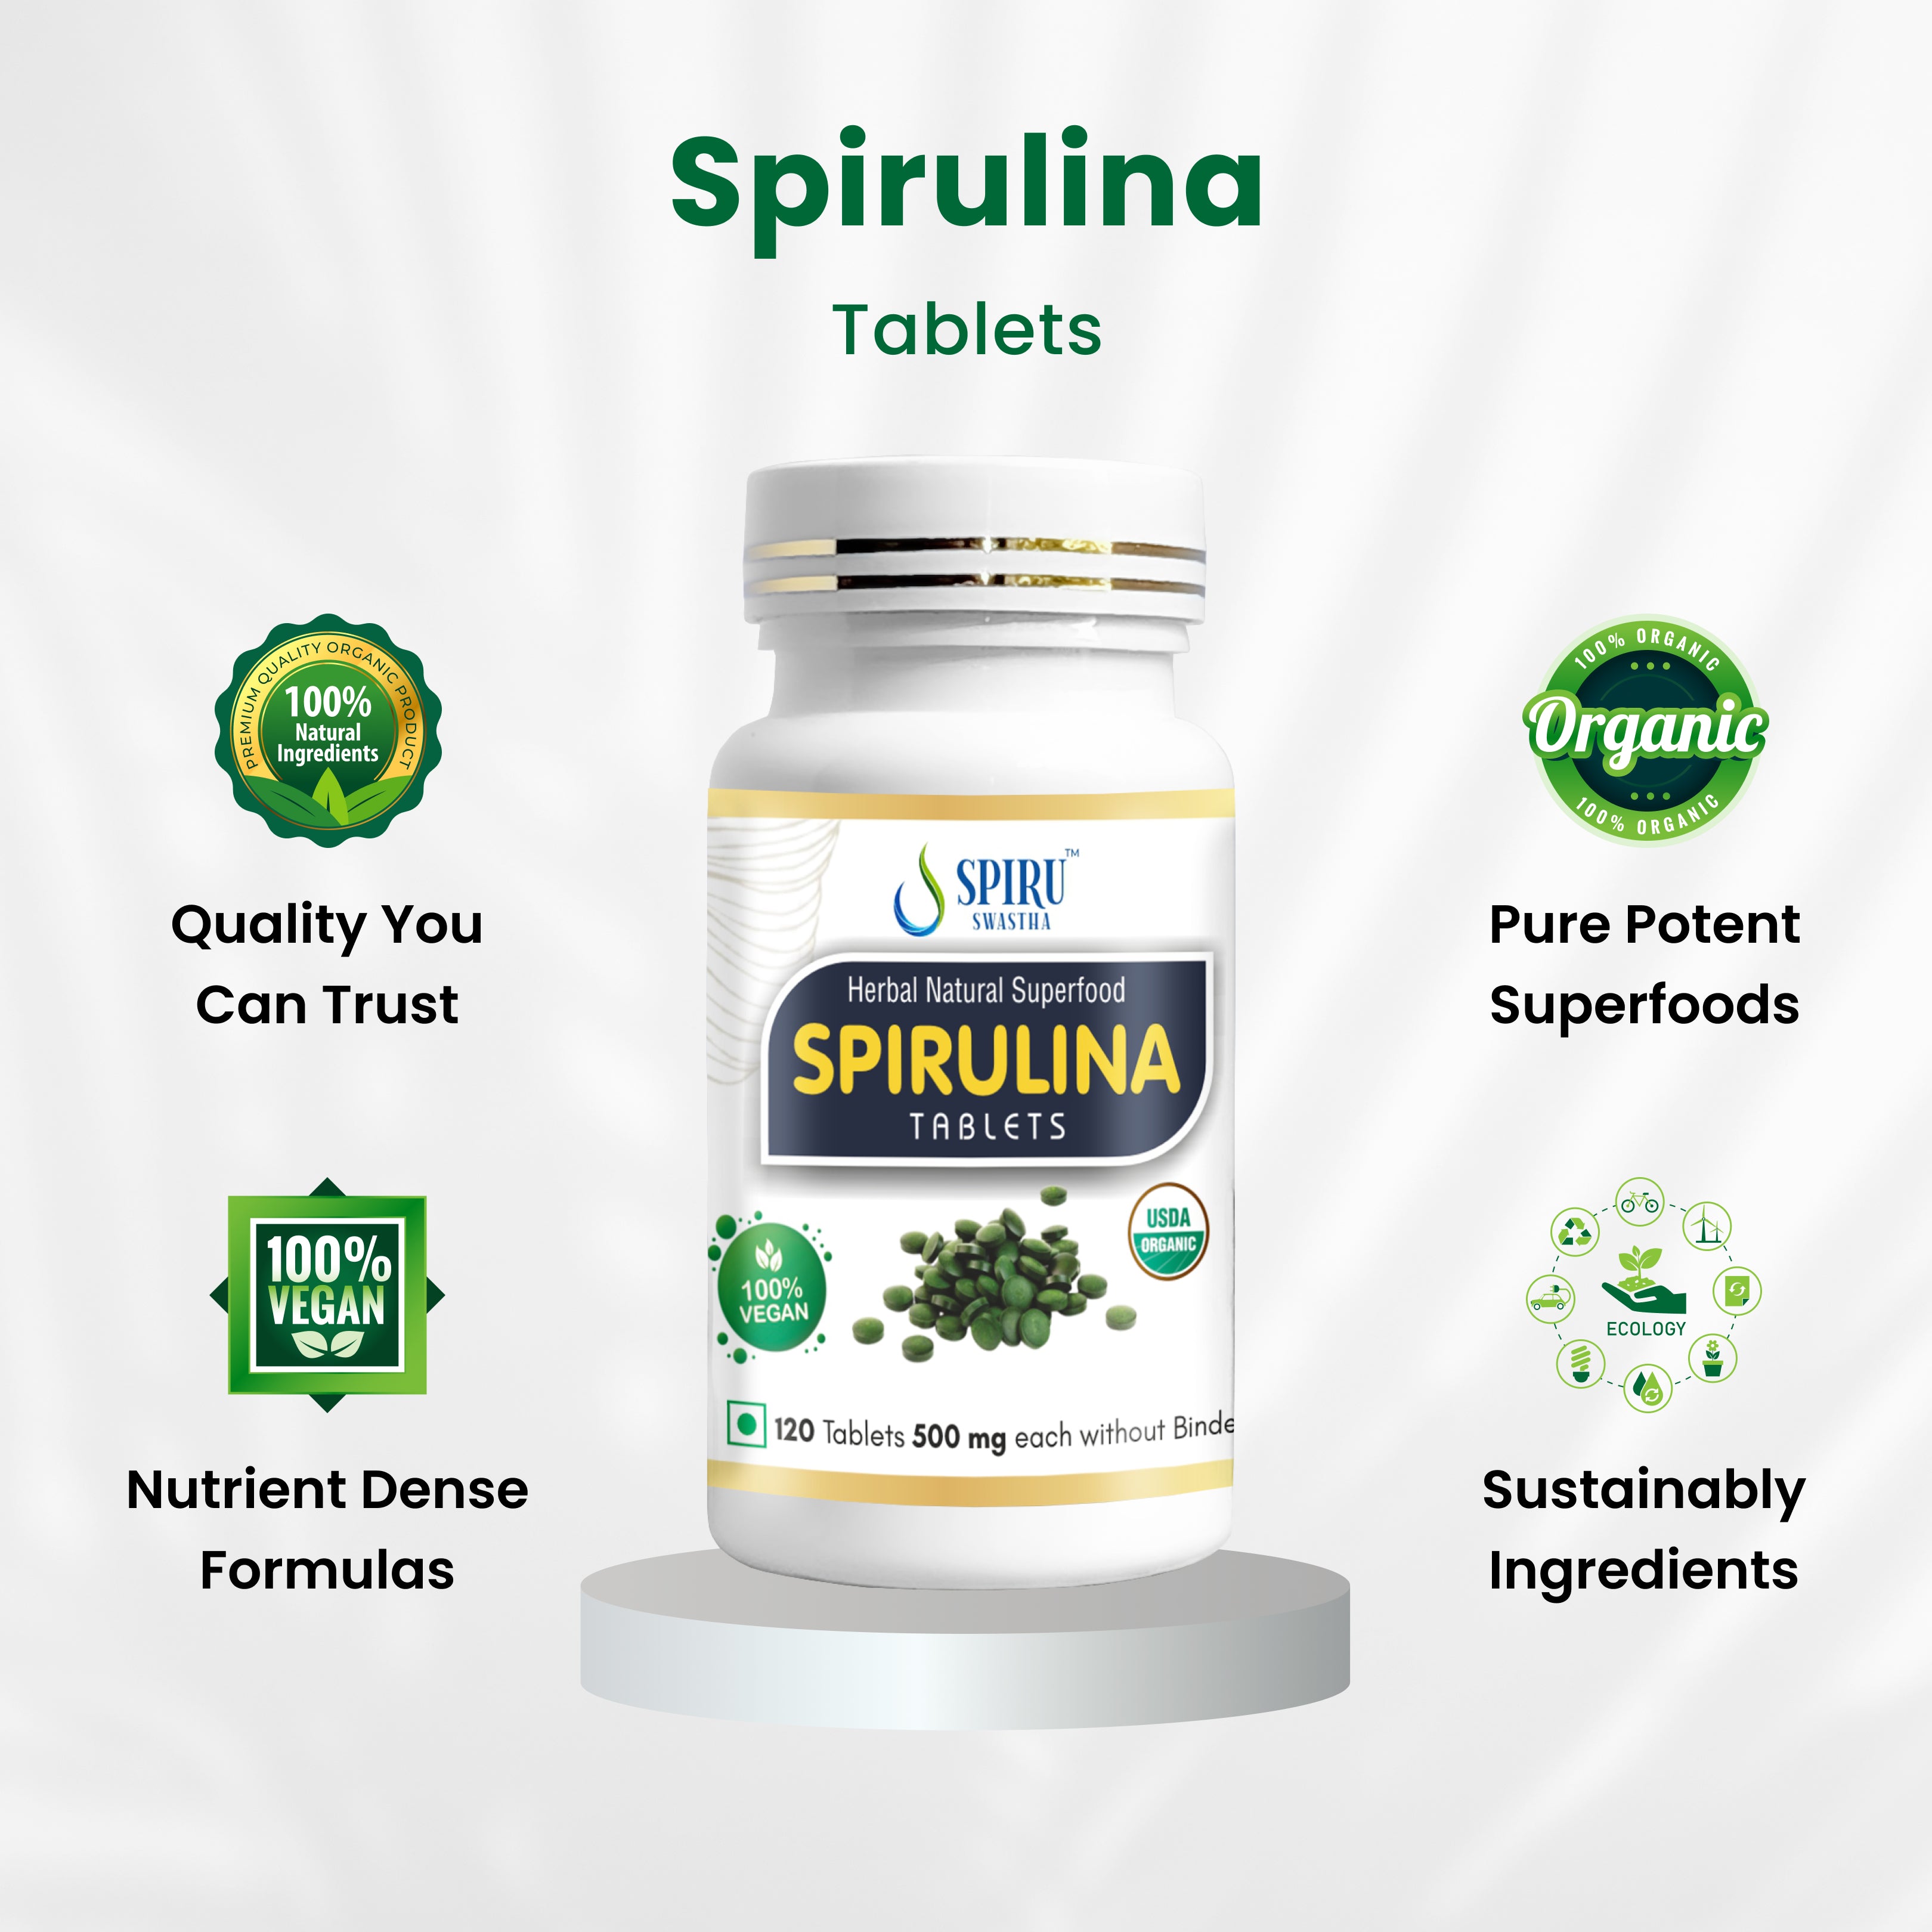 Spirulina
Tablets
PREMIUM QUALITY ORGANIC PRODUCT
100%
Natural
Ingredients
Quality You
Can Trust
100%
VEGAN
Nutrient Dense
Formulas
SPIRU™
SWASTHA
Herbal Natural Superfood
SPIRULINA
TABLETS
USDA
ORGANIC
100%
VEGAN
120 Tablets 500 mg each without Binde
100% ORGANIC
Organic
100% ORGANIC
Pure Potent
Superfoods
ECOLOGY
Sustainably
Ingredients